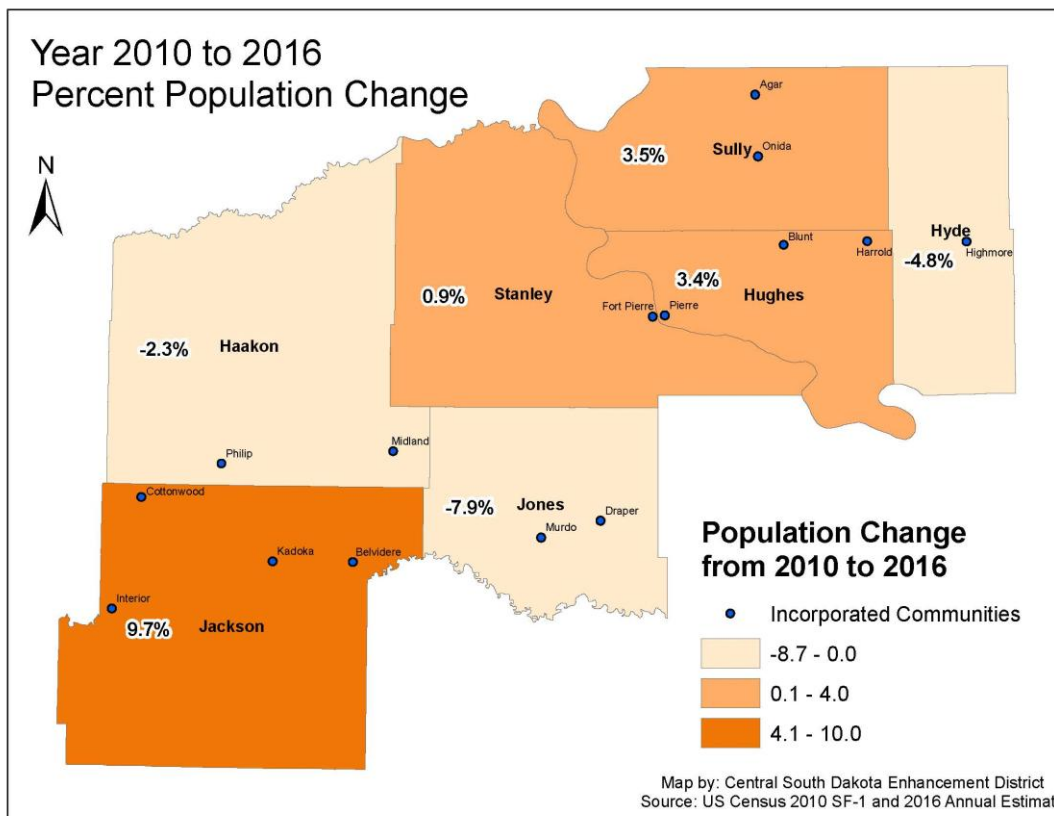 Year 2010 to 2016
Percent Population Change
N
Agar
3.5%
Sully
Onida
Hyde
-4.8%
Highmore
Blunt
Harrold
3.4%
Hughes
0.9%
Stanley
Fort Pierre
Pierre
-2.3%
Haakon
Midland
Philip
Cottonwood
-7.9%
Jones
Draper
Murdo
Kadoka
Belvidere
Interior
9.7%
Jackson
Population Change
from 2010 to 2016
Incorporated Communities
-8.7 - 0.0
0.1 - 4.0
4.1 - 10.0
Map by: Central South Dakota Enhancement District
Source: US Census 2010 SF-1 and 2016 Annual Estimat